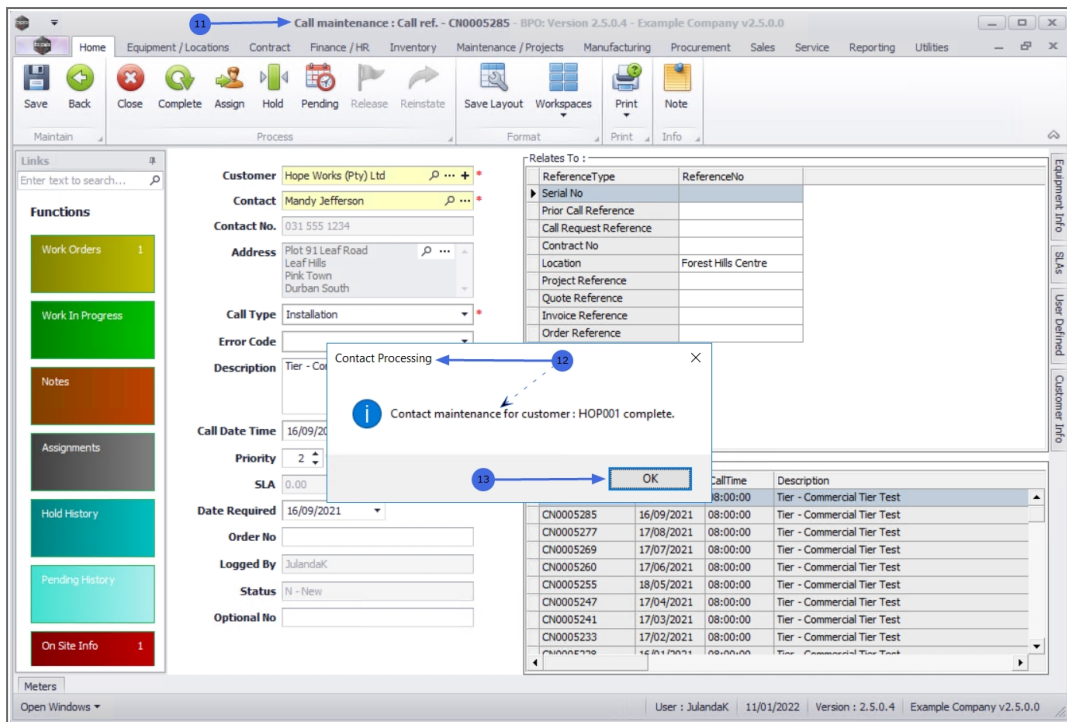 11
Call maintenance : Call ref. - CN0005285 - BPO: Version 2.5.0.4 - Example Company v2.5.0.0
Home Equipment / Locations Contract Finance / HR Inventory Maintenance / Projects Manufacturing Procurement Sales Service Reporting Utilities
Save Back Close Complete Assign Hold Pending Release Reinstate Save Layout Workspaces Print Note
Maintain Process Format Print Info
Links
Enter text to search...
Functions
Work Orders 1
Work In Progress
Notes
Assignments
Hold History
Pending History
On Site Info 1
Customer Hope Works (Pty) Ltd *
Contact Mandy Jefferson *
Contact No. 031 555 1234
Address Plot 91 Leaf Road
Leaf Hills
Pink Town
Durban South
Call Type Installation *
Error Code
Description Tier - Co
Call Date Time 16/09/20
Priority 2
SLA 0.00
Date Required 16/09/2021
Order No
Logged By JulandaK
Status N - New
Optional No
Relates To :
ReferenceType ReferenceNo
Serial No
Prior Call Reference
Call Request Reference
Contract No
Location Forest Hills Centre
Project Reference
Quote Reference
Invoice Reference
Order Reference
Contact Processing
12
Contact maintenance for customer : HOP001 complete.
13
OK
CallTime Description
08:00:00 Tier - Commercial Tier Test
CN0005285 16/09/2021 08:00:00 Tier - Commercial Tier Test
CN0005277 17/08/2021 08:00:00 Tier - Commercial Tier Test
CN0005269 17/07/2021 08:00:00 Tier - Commercial Tier Test
CN0005260 17/06/2021 08:00:00 Tier - Commercial Tier Test
CN0005255 18/05/2021 08:00:00 Tier - Commercial Tier Test
CN0005247 17/04/2021 08:00:00 Tier - Commercial Tier Test
CN0005241 17/03/2021 08:00:00 Tier - Commercial Tier Test
CN0005233 17/02/2021 08:00:00 Tier - Commercial Tier Test
CN0005228 16/01/2021 08:00:00 Tier - Commercial Tier Test
Equipment Info
SLAs
User Defined
Customer Info
Meters
Open Windows
User : JulandaK 11/01/2022 Version : 2.5.0.4 Example Company v2.5.0.0